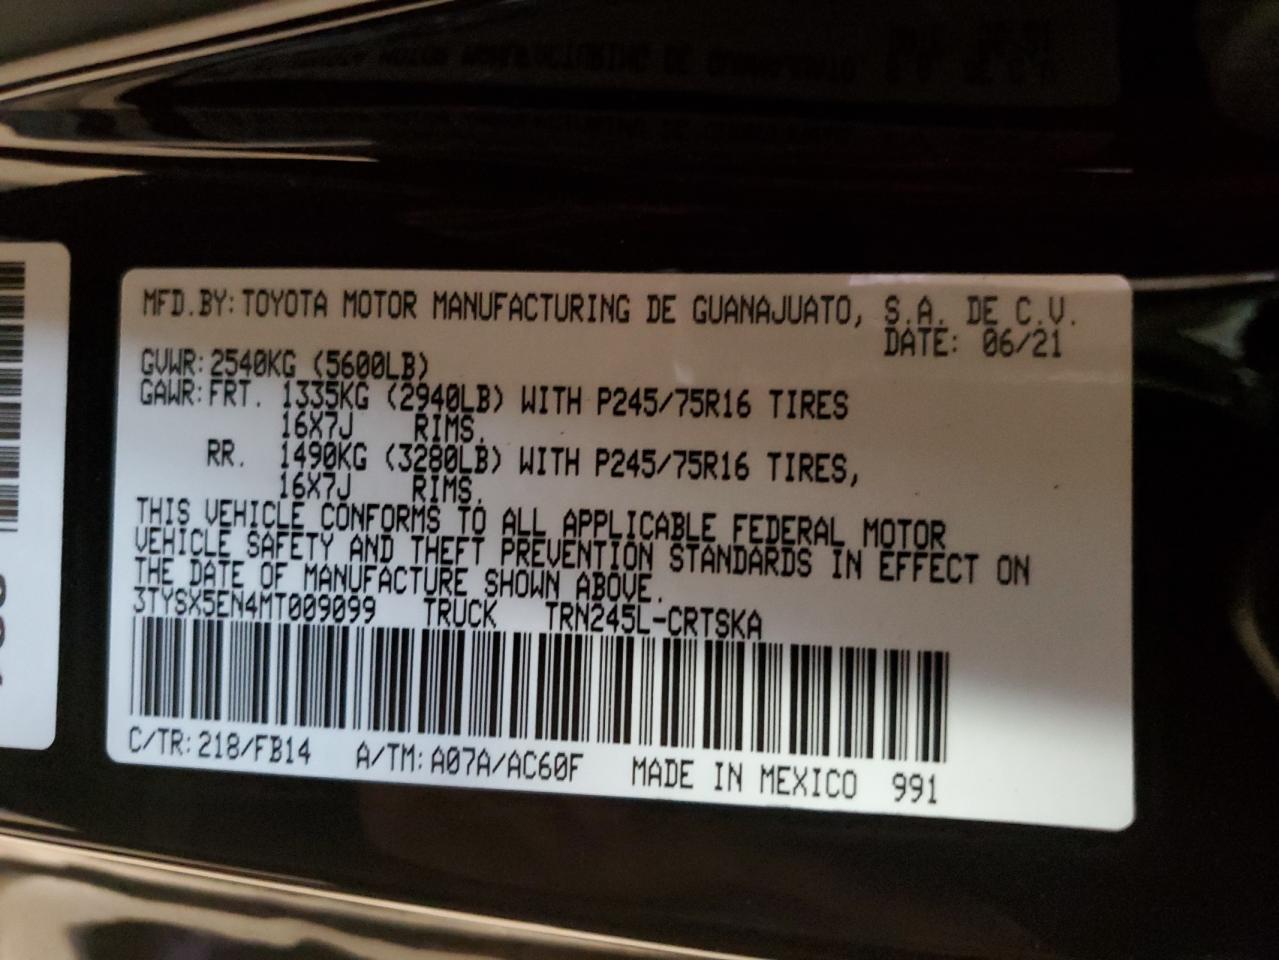 MFD.BY:TOYOTA MOTOR MANUFACTURING DE GUANAJUATO, S.A. DE C.V.
DATE: 06/21
GVWR:2540KG (5600LB)
GAWR:FRT. 1335KG (2940LB) WITH P245/75R16 TIRES
16X7J RIMS.
RR. 1490KG (3280LB) WITH P245/75R16 TIRES,
16X7J RIMS.
THIS VEHICLE CONFORMS TO ALL APPLICABLE FEDERAL MOTOR
VEHICLE SAFETY AND THEFT PREVENTION STANDARDS IN EFFECT ON
THE DATE OF MANUFACTURE SHOWN ABOVE.
3TYSX5EN4MT009099 TRUCK TRN245L-CRTSKA
C/TR:218/FB14 A/TM:A07A/AC60F MADE IN MEXICO 991